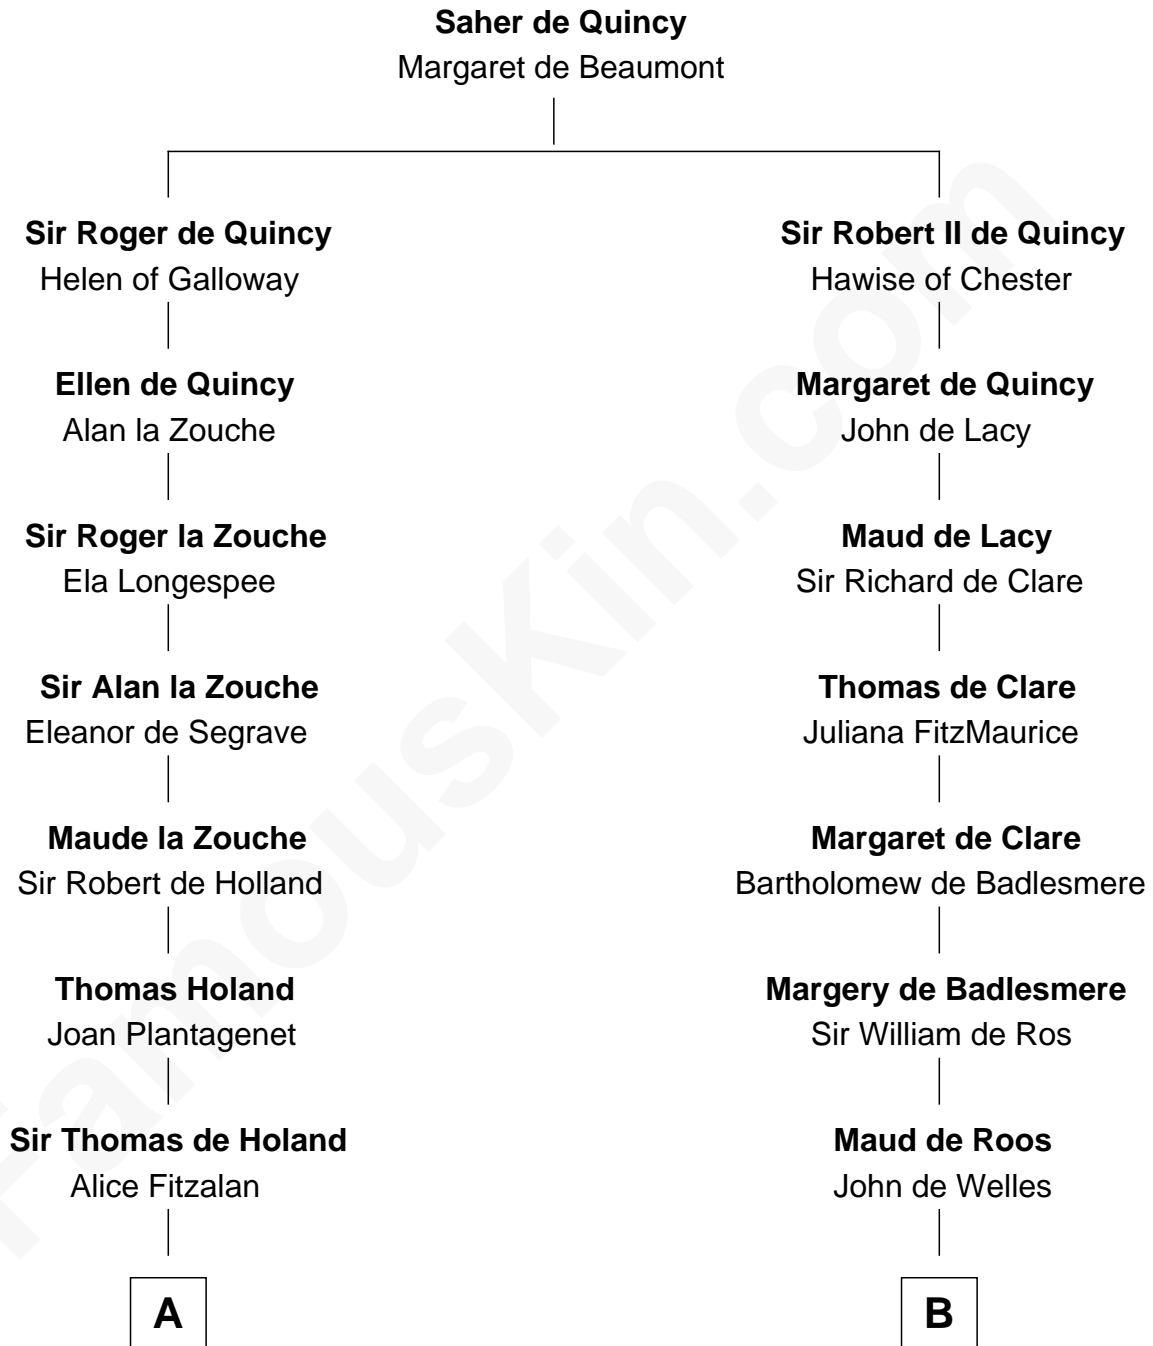 Saher de Quincy
Margaret de Beaumont
Sir Roger de Quincy
Helen of Galloway
Sir Robert II de Quincy
Hawise of Chester
Ellen de Quincy
Alan la Zouche
Margaret de Quincy
John de Lacy
Sir Roger la Zouche
Ela Longespee
Maud de Lacy
Sir Richard de Clare
Sir Alan la Zouche
Eleanor de Segrave
Thomas de Clare
Juliana FitzMaurice
Maude la Zouche
Sir Robert de Holland
Margaret de Clare
Bartholomew de Badlesmere
Thomas Holand
Joan Plantagenet
Margery de Badlesmere
Sir William de Ros
Sir Thomas de Holand
Alice Fitzalan
Maud de Roos
John de Welles
A
B
FamousKin.com